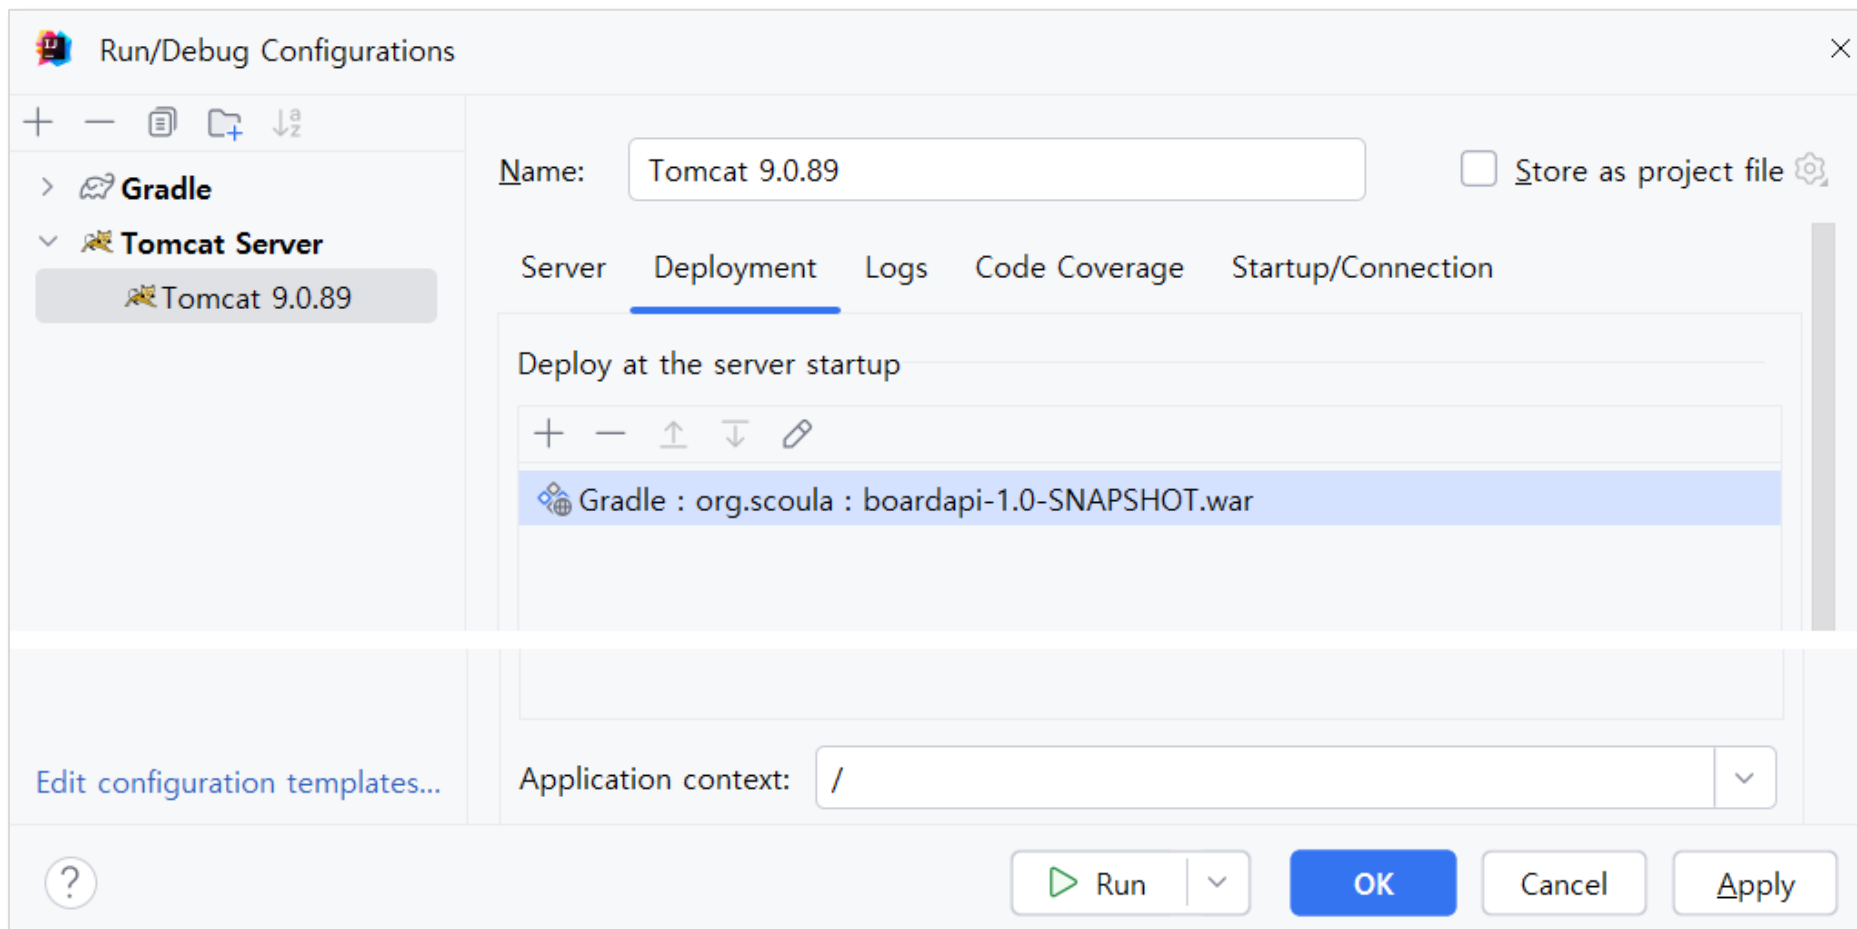 Run/Debug Configurations
Gradle
Tomcat Server
Tomcat 9.0.89
Edit configuration templates...
Name: Tomcat 9.0.89 Store as project file
Server Deployment Logs Code Coverage Startup/Connection
Deploy at the server startup
Gradle : org.scoula : boardapi-1.0-SNAPSHOT.war
Application context: /
? Run OK Cancel Apply